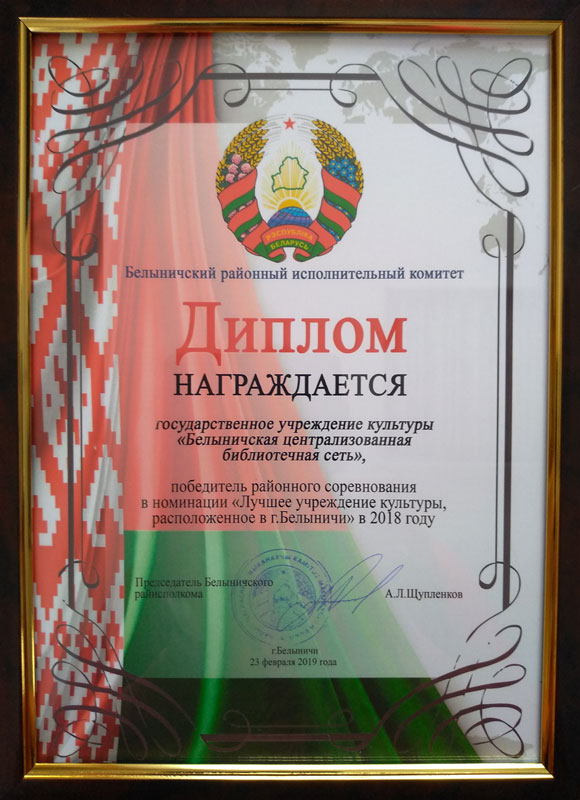 РЭСПУБЛІКА
БЕЛАРУСЬ
Белыничский районный исполнительный комитет
Диплом
НАГРАЖДАЕТСЯ
государственное учреждение культуры
«Белыничская централизованная
библиотечная сеть»,
победитель районного соревнования
в номинации «Лучшее учреждение культуры,
расположенное в г.Белыничи» в 2018 году
Председатель Белыничского
райисполкома
А.Л.Щупленков
г.Белыничи
23 февраля 2019 года